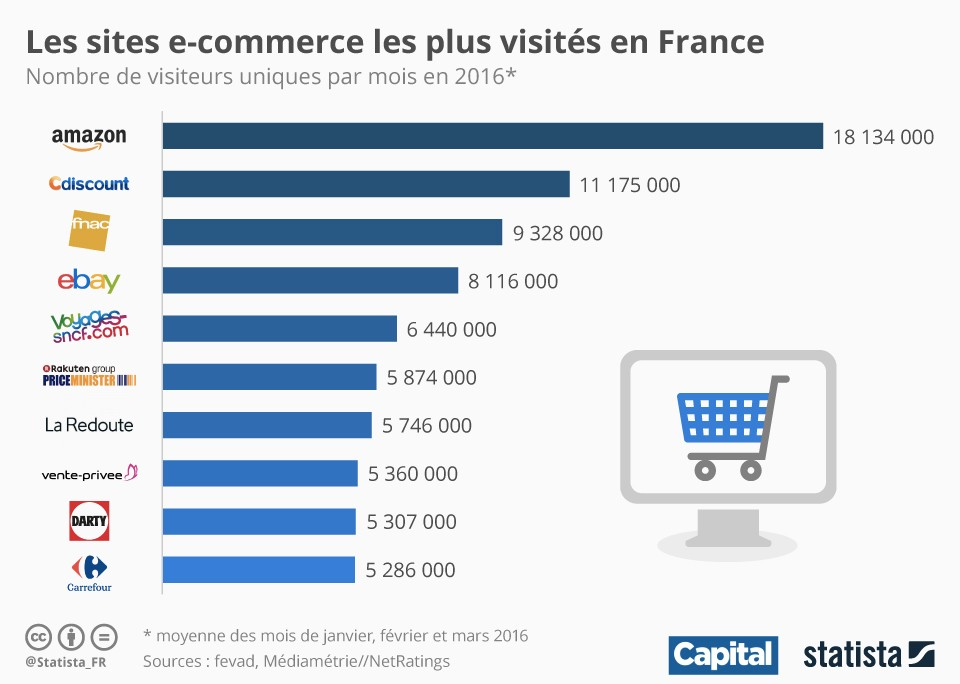 Les sites e-commerce les plus visités en France
Nombre de visiteurs uniques par mois en 2016*
amazon 18 134 000
Cdiscount 11 175 000
fnac 9 328 000
ebay 8 116 000
Voyages-
sncf.com 6 440 000
Rakuten group
PRICEMINISTER 5 874 000
La Redoute 5 746 000
vente-privee 5 360 000
DARTY 5 307 000
Carrefour 5 286 000
cc
@Statista_FR
* moyenne des mois de janvier, février et mars 2016
Sources : fevad, Médiamétrie//NetRatings
Capital
statista